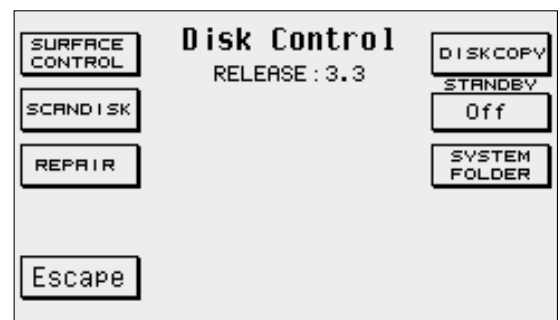 Disk Control
RELEASE : 3.3
SURFACE
CONTROL
SCANDISK
REPAIR
Escape
DISKCOPY
STANDBY
Off
SYSTEM
FOLDER